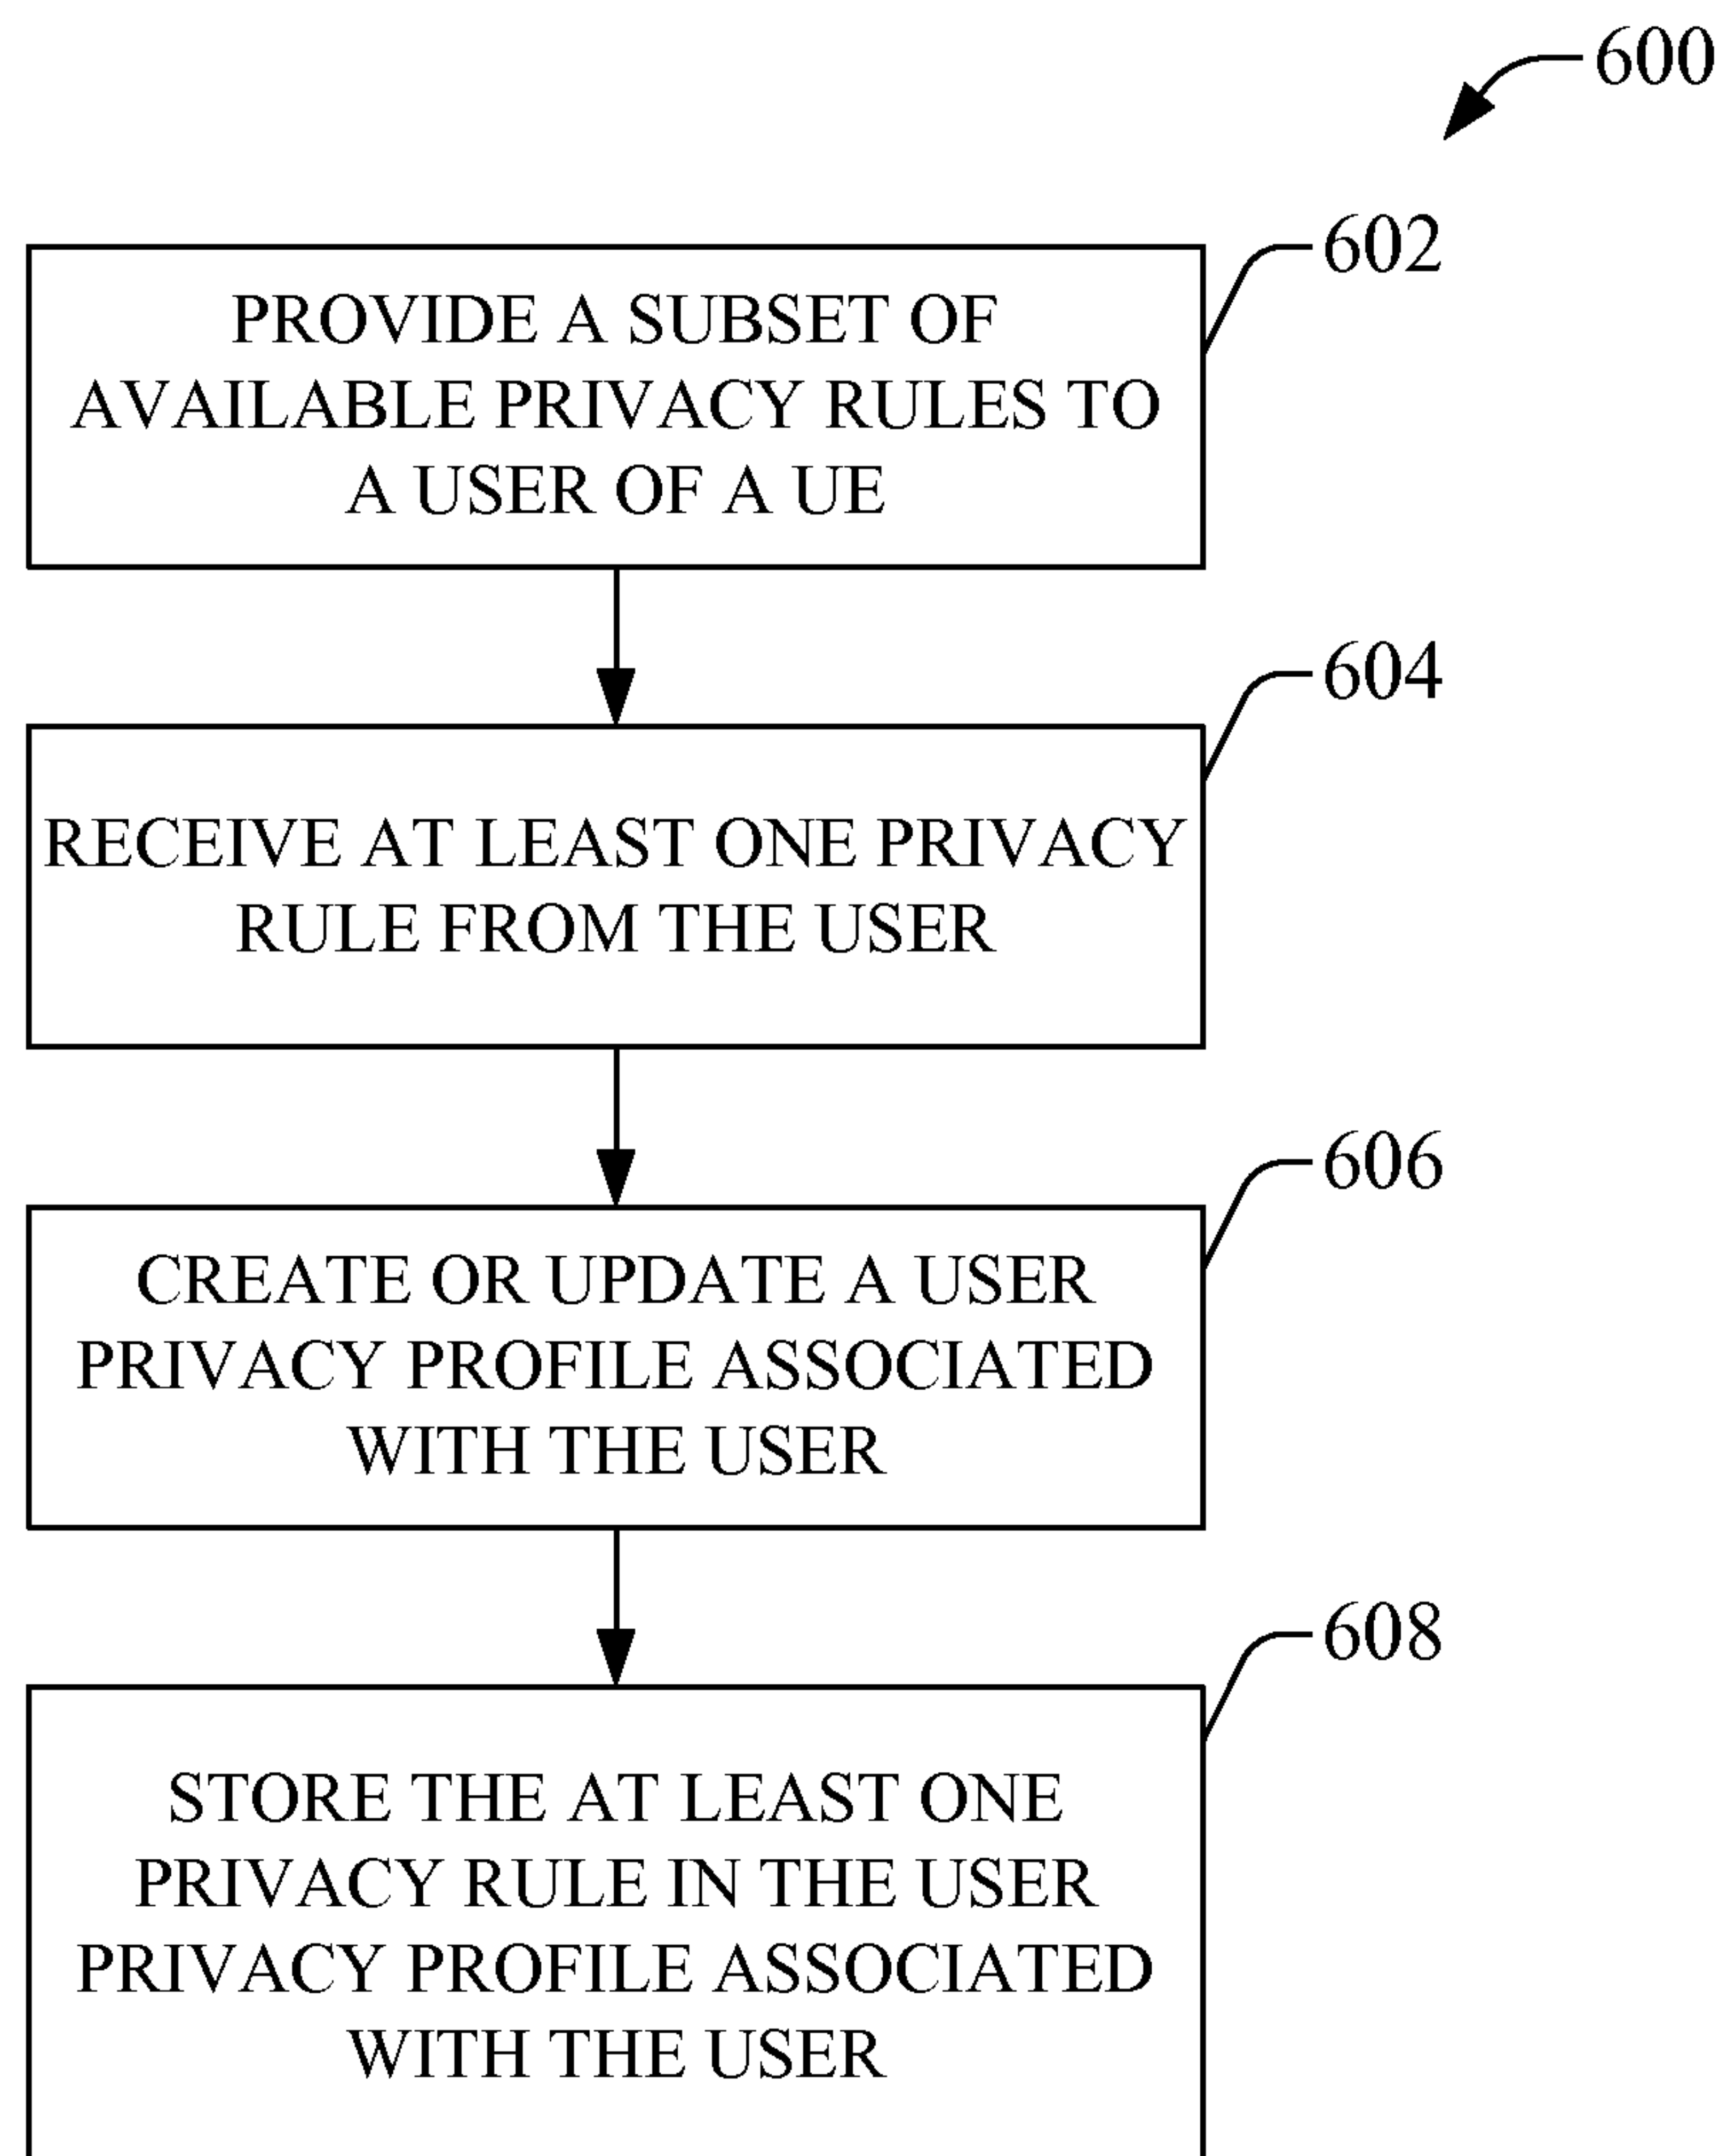 600
602
PROVIDE A SUBSET OF
AVAILABLE PRIVACY RULES TO
A USER OF A UE
604
RECEIVE AT LEAST ONE PRIVACY
RULE FROM THE USER
606
CREATE OR UPDATE A USER
PRIVACY PROFILE ASSOCIATED
WITH THE USER
608
STORE THE AT LEAST ONE
PRIVACY RULE IN THE USER
PRIVACY PROFILE ASSOCIATED
WITH THE USER